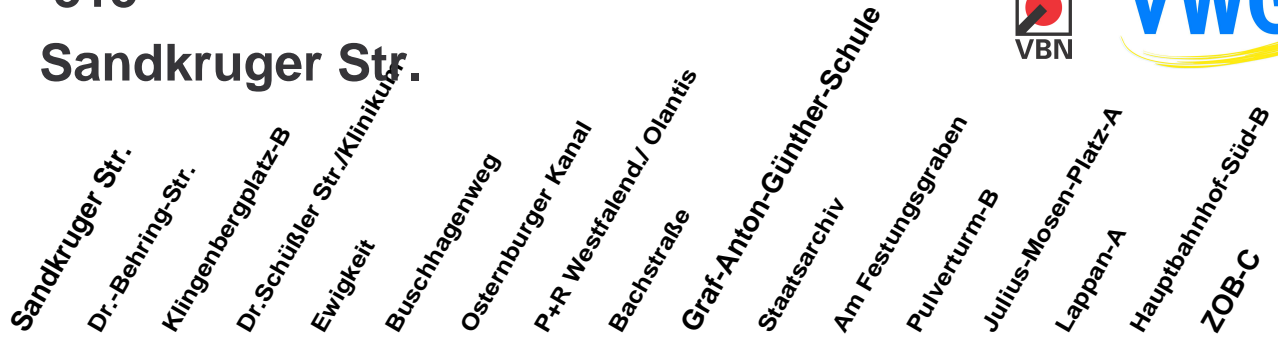 Sandkruger Str.
VBN
VWG
Sandkruger Str.
Dr.-Behring-Str.
Klingenbergplatz-B
Dr.Schüßler Str./Klinikum
Ewigkeit
Buschhagenweg
Osternburger Kanal
P+R Westfalend./ Olantis
Bachstraße
Graf-Anton-Günther-Schule
Staatsarchiv
Am Festungsgraben
Pulverturm-B
Julius-Mosen-Platz-A
Lappan-A
Hauptbahnhof-Süd-B
ZOB-C